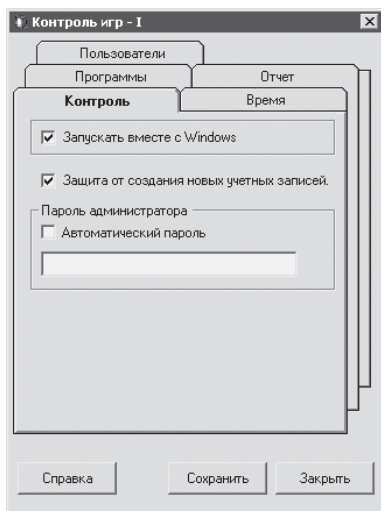 Контроль игр - I
Пользователи
Программы Отчет
Контроль Время
Запускать вместе с Windows
Защита от создания новых учетных записей.
Пароль администратора
Автоматический пароль
Справка Сохранить Закрыть